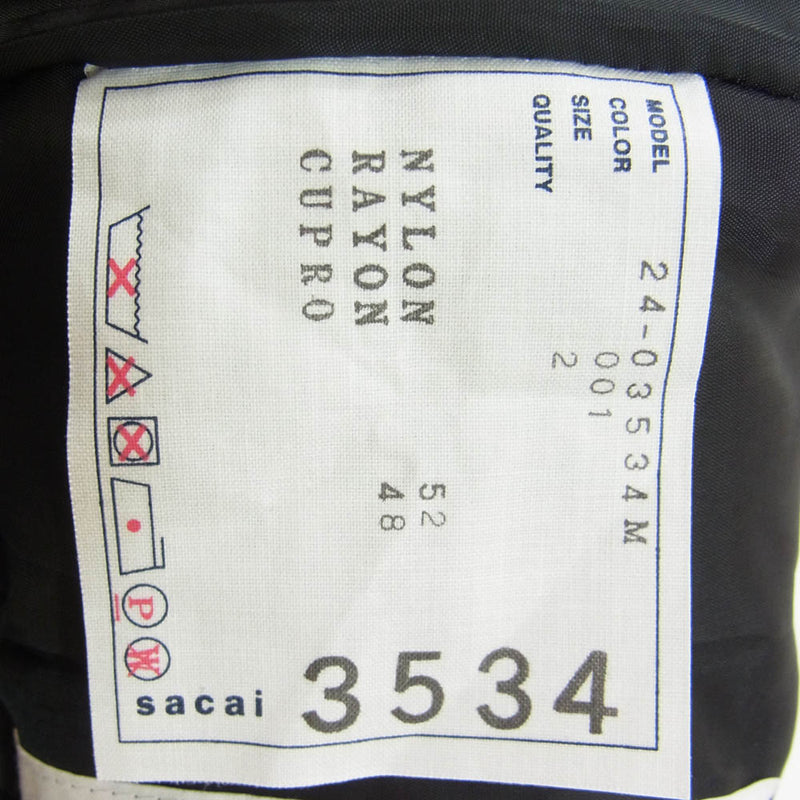 MODEL 24-03534M
COLOR 001
SIZE 2
QUALITY
NYLON 52
RAYON 48
CUPRO
P
W
sacai
3534